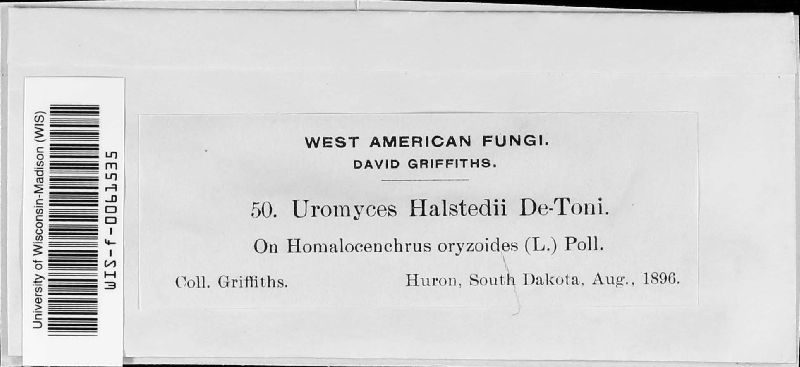 University of Wisconsin-Madison (WIS)
WIS-f-0061535
WEST AMERICAN FUNGI.
DAVID GRIFFITHS.
50. Uromyces Halstedii De-Toni.
On Homalocenchrus oryzoides (L.) Poll.
Coll. Griffiths. Huron, South Dakota, Aug., 1896.